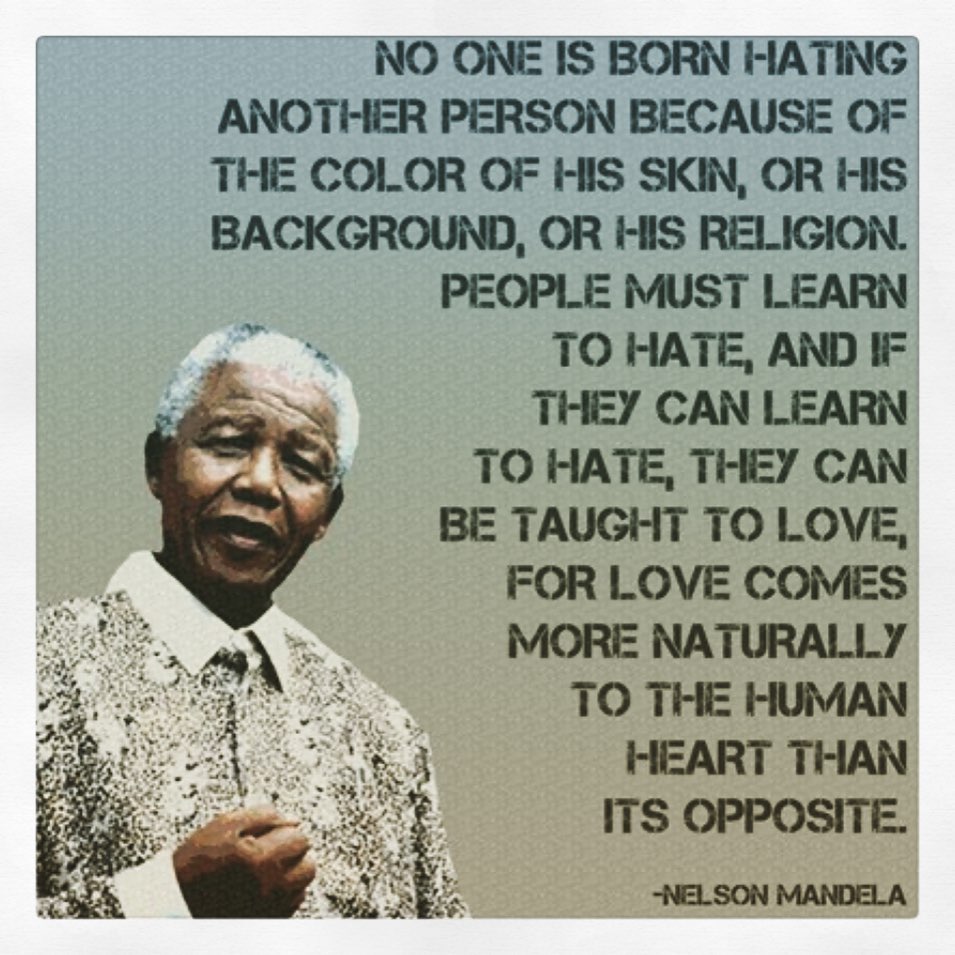 NO ONE IS BORN HATING
ANOTHER PERSON BECAUSE OF
THE COLOR OF HIS SKIN, OR HIS
BACKGROUND, OR HIS RELIGION.
PEOPLE MUST LEARN
TO HATE, AND IF
THEY CAN LEARN
TO HATE, THEY CAN
BE TAUGHT TO LOVE,
FOR LOVE COMES
MORE NATURALLY
TO THE HUMAN
HEART THAN
ITS OPPOSITE.
-NELSON MANDELA